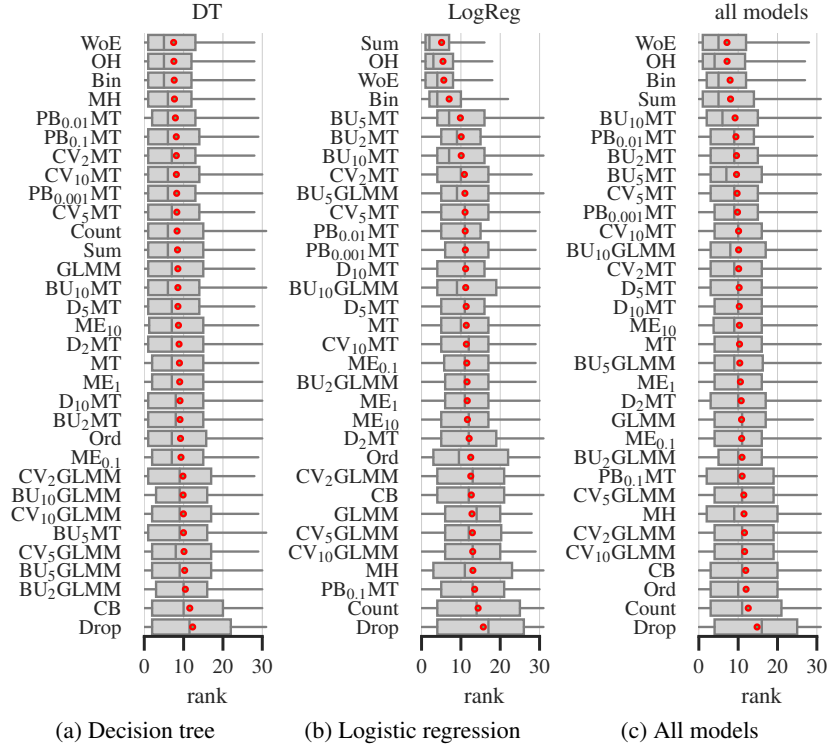 DT
WoE
OH
Bin
MH
PB0.01MT
PB0.1MT
CV2MT
CV10MT
PB0.001MT
CV5MT
Count
Sum
GLMM
BU10MT
D5MT
ME10
D2MT
MT
ME1
D10MT
BU2MT
Ord
ME0.1
CV2GLMM
BU10GLMM
CV10GLMM
BU5MT
CV5GLMM
BU5GLMM
BU2GLMM
CB
Drop
0 10 20 30
rank
(a) Decision tree
LogReg
Sum
OH
WoE
Bin
BU5MT
BU2MT
BU10MT
CV2MT
BU5GLMM
CV5MT
PB0.01MT
PB0.001MT
D10MT
BU10GLMM
D5MT
MT
CV10MT
ME0.1
BU2GLMM
ME1
ME10
D2MT
Ord
CV2GLMM
CB
GLMM
CV5GLMM
CV10GLMM
MH
PB0.1MT
Count
Drop
0 10 20 30
rank
(b) Logistic regression
all models
WoE
OH
Bin
Sum
BU10MT
PB0.01MT
BU2MT
BU5MT
CV5MT
PB0.001MT
CV10MT
BU10GLMM
CV2MT
D5MT
D10MT
ME10
MT
BU5GLMM
ME1
D2MT
GLMM
ME0.1
BU2GLMM
PB0.1MT
CV5GLMM
MH
CV2GLMM
CV10GLMM
CB
Ord
Count
Drop
0 10 20 30
rank
(c) All models